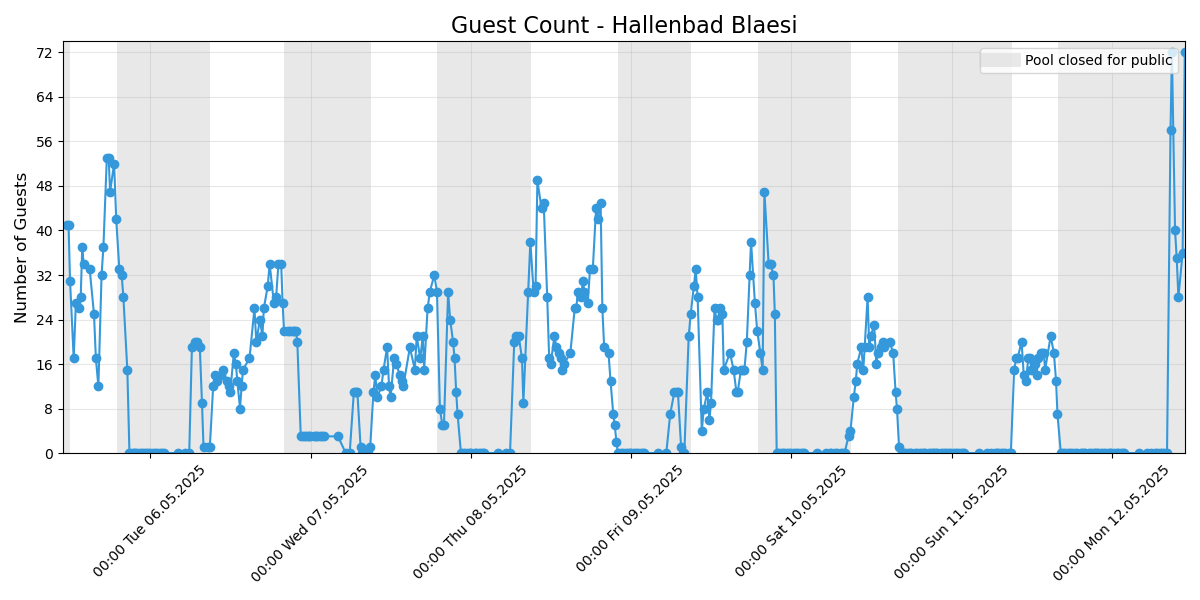 Guest Count - Hallenbad Blaesi
Pool closed for public
Number of Guests
72
64
56
48
40
32
24
16
8
0
00:00 Tue 06.05.2025
00:00 Wed 07.05.2025
00:00 Thu 08.05.2025
00:00 Fri 09.05.2025
00:00 Sat 10.05.2025
00:00 Sun 11.05.2025
00:00 Mon 12.05.2025